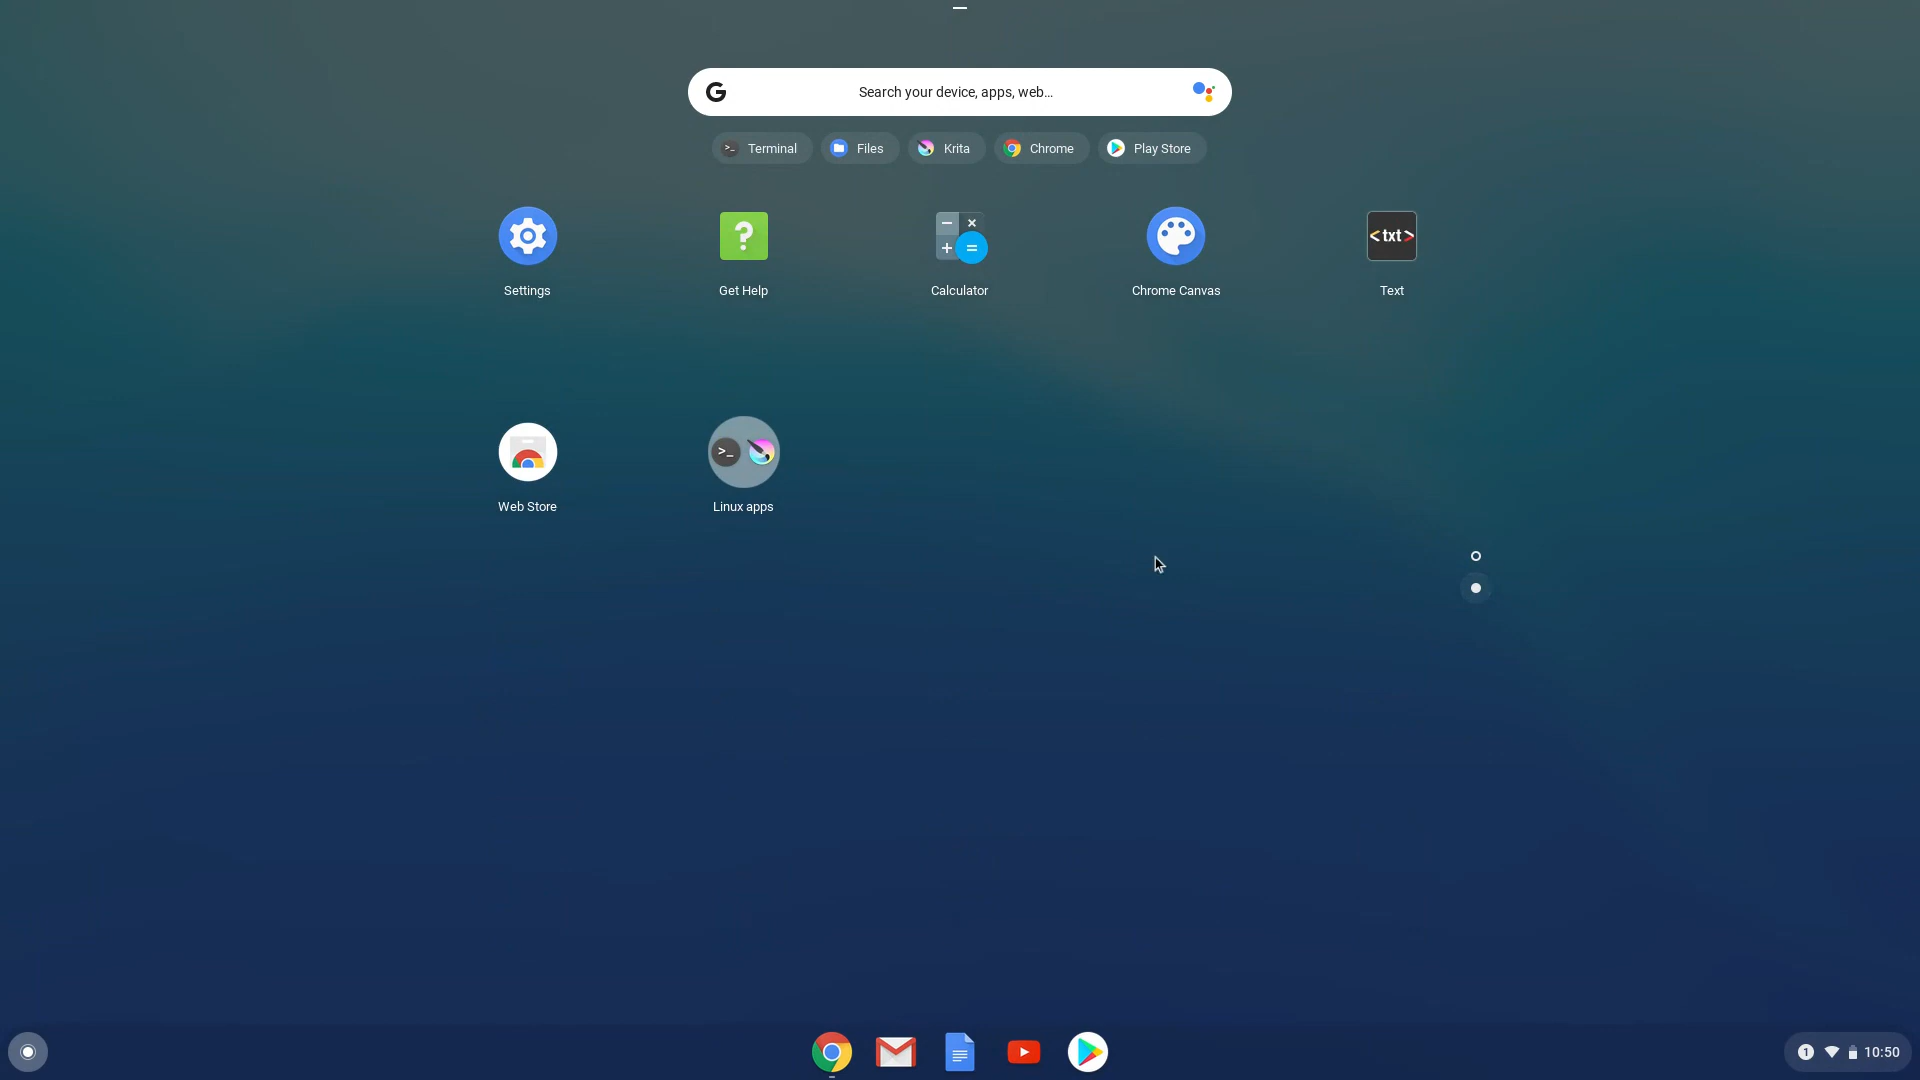 Search your device, apps, web...
>_ Terminal Files Krita Chrome Play Store
<txt>
Settings Get Help Calculator Chrome Canvas Text
>_
Web Store Linux apps
1 10:50